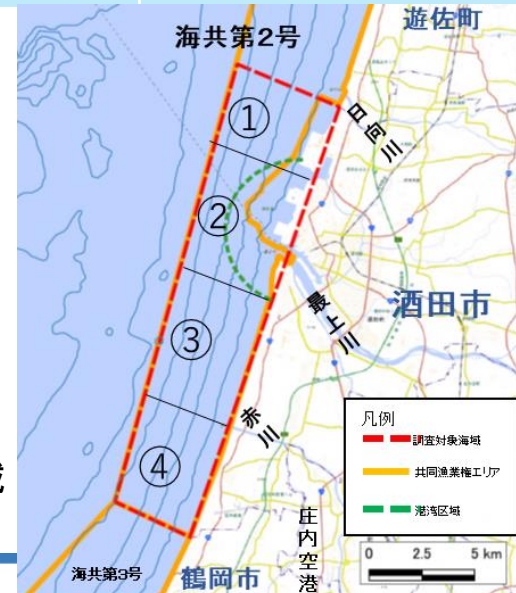 遊佐町
海共第2号
①
日向川
②
酒田市
最上川
③
赤川
域
④
凡例
調査対象海域
共同漁業権エリア
港湾区域
庄内空港
0 2.5 5 km
海共第3号
鶴岡市